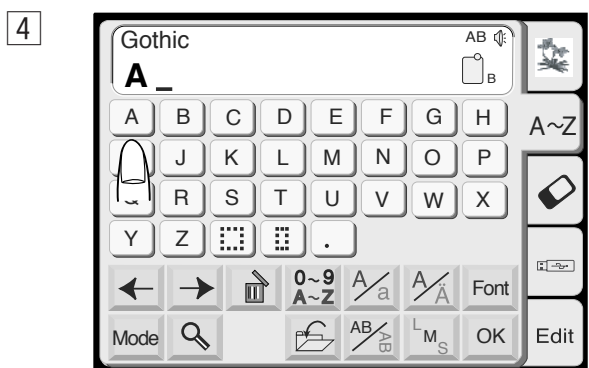 4
Gothic AB
A _ B
A B C D E F G H
J K L M N O P
R S T U V W X
Y Z .
A~Z
0~9
A~Z
A/a
A/Ä
Font
Mode
AB/AB
L M S
OK
Edit